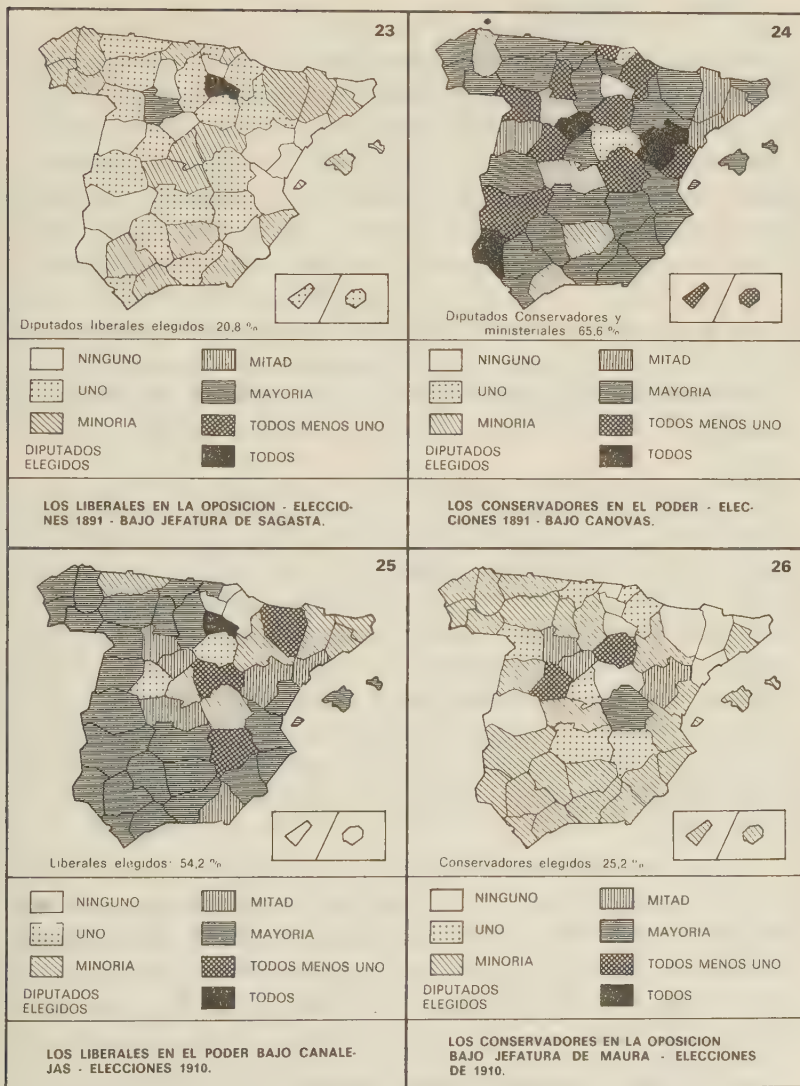 23
Diputados liberales elegidos 20,8 %
NINGUNO
UNO
MINORIA
DIPUTADOS
ELEGIDOS
MITAD
MAYORIA
TODOS MENOS UNO
TODOS
LOS LIBERALES EN LA OPOSICION - ELECCIO-
NES 1891 - BAJO JEFATURA DE SAGASTA.
24
Diputados Conservadores y
ministeriales 65,6 %
NINGUNO
UNO
MINORIA
DIPUTADOS
ELEGIDOS
MITAD
MAYORIA
TODOS MENOS UNO
TODOS
LOS CONSERVADORES EN EL PODER - ELEC-
CIONES 1891 - BAJO CANOVAS.
25
Liberales elegidos: 54,2 %
NINGUNO
UNO
MINORIA
DIPUTADOS
ELEGIDOS
MITAD
MAYORIA
TODOS MENOS UNO
TODOS
LOS LIBERALES EN EL PODER BAJO CANALE-
JAS - ELECCIONES 1910.
26
Conservadores elegidos 25,2 %
NINGUNO
UNO
MINORIA
DIPUTADOS
ELEGIDOS
MITAD
MAYORIA
TODOS MENOS UNO
TODOS
LOS CONSERVADORES EN LA OPOSICION
BAJO JEFATURA DE MAURA - ELECCIONES
DE 1910.